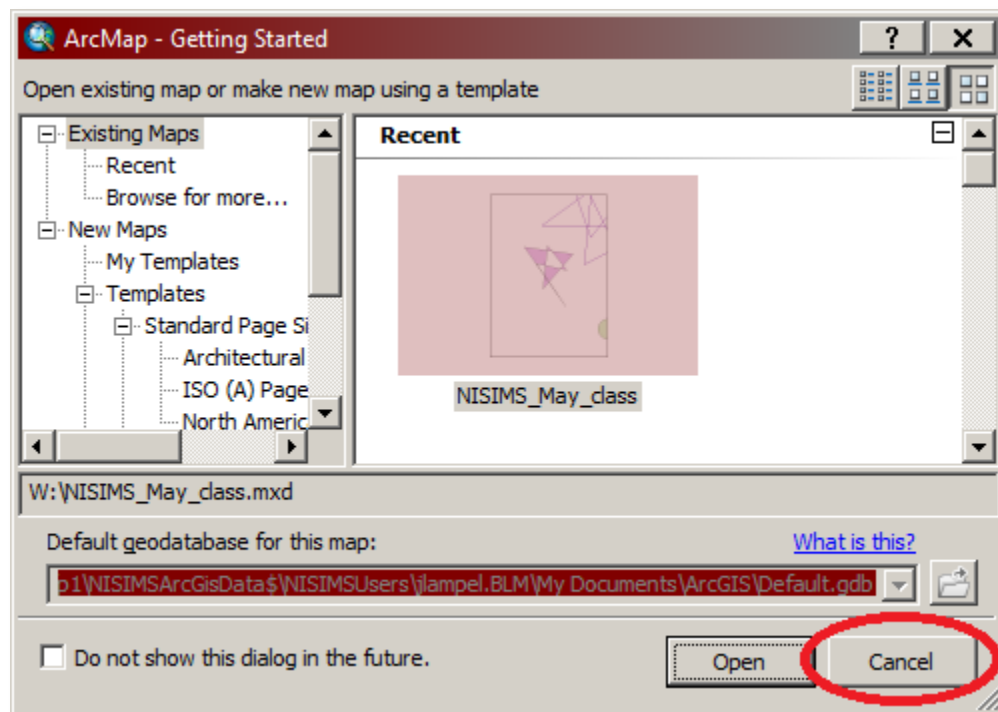 ArcMap - Getting Started
Open existing map or make new map using a template
Existing Maps
Recent
Browse for more...
New Maps
My Templates
Templates
Standard Page Si
Architectural
ISO (A) Page
North Americ
Recent
NISIMS_May_class
W:\NISIMS_May_class.mxd
Default geodatabase for this map:
What is this?
p1\NISIMSArcGisData$\NISIMSUsers\jlampel.BLM\My Documents\ArcGIS\Default.gdb
Do not show this dialog in the future.
Open
Cancel